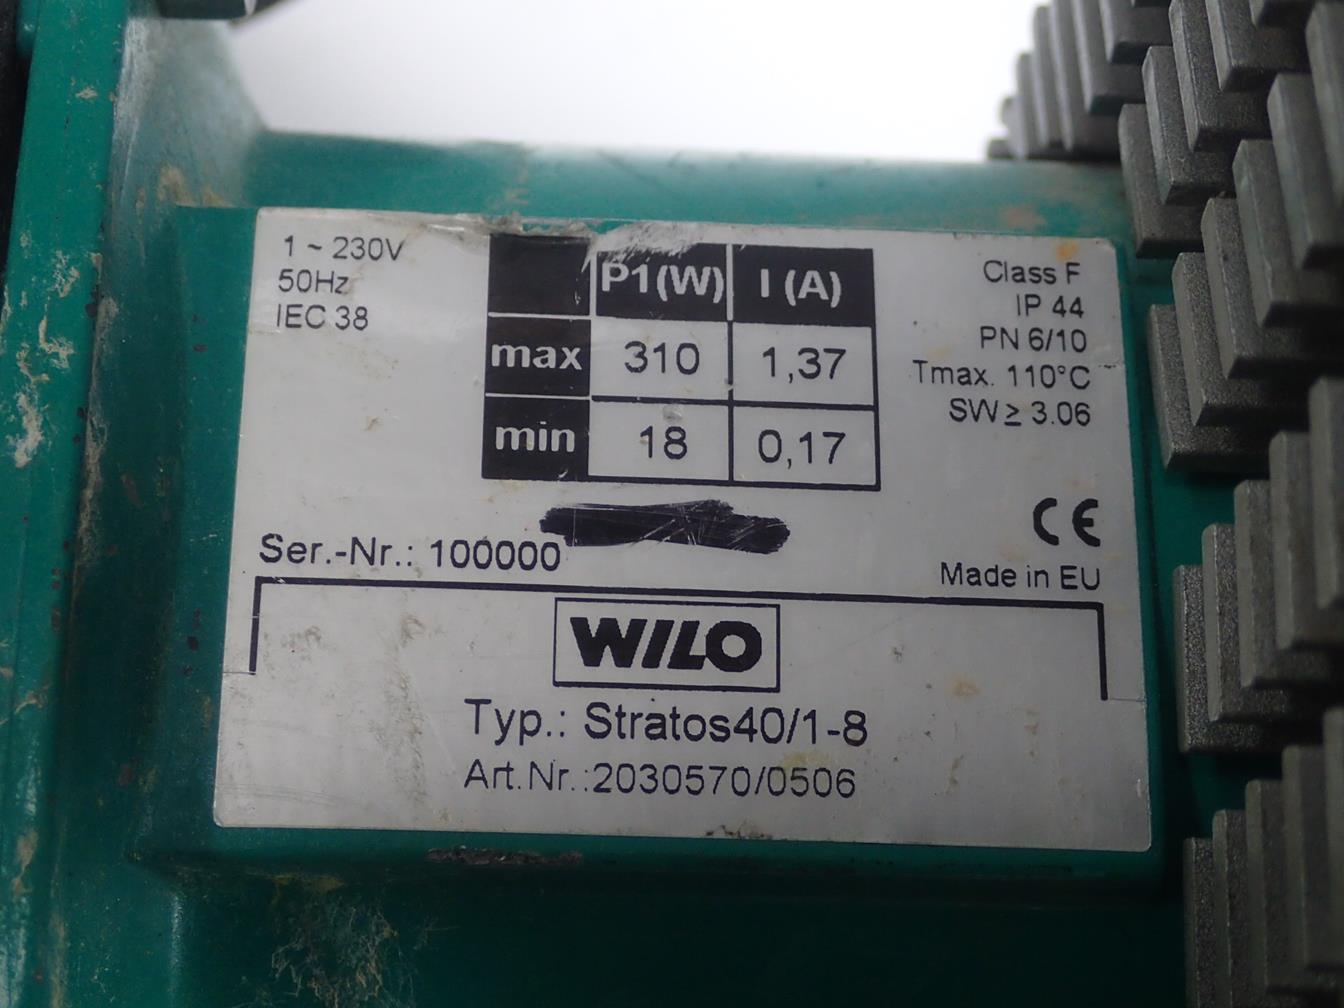 1 ~ 230V
50Hz
IEC 38
P1(W) I (A)
max 310 1,37
min 18 0,17
Class F
IP 44
PN 6/10
Tmax. 110°C
SW ≥ 3.06
CE
Made in EU
Ser.-Nr.: 100000
WILO
Typ.: Stratos40/1-8
Art.Nr.:2030570/0506